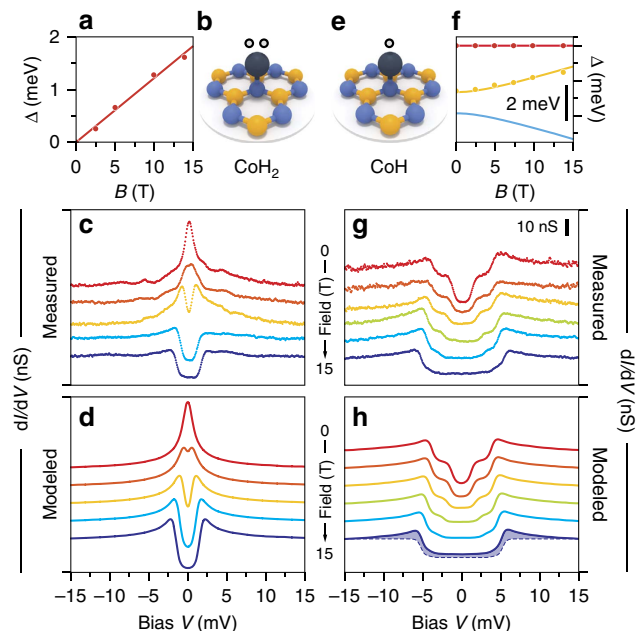 a
b
e
f
Δ (meV)
2
1
0
0 5 10 15
B (T)
CoH₂
CoH
2 meV
Δ (meV)
0 5 10 15
B (T)
c
g
10 nS
Measured
0
Field (T)
15
Measured
dI/dV (nS)
dI/dV (nS)
d
h
Modeled
0
Field (T)
15
Modeled
−15 −10 −5 0 5 10 15
Bias V (mV)
−15 −10 −5 0 5 10 15
Bias V (mV)